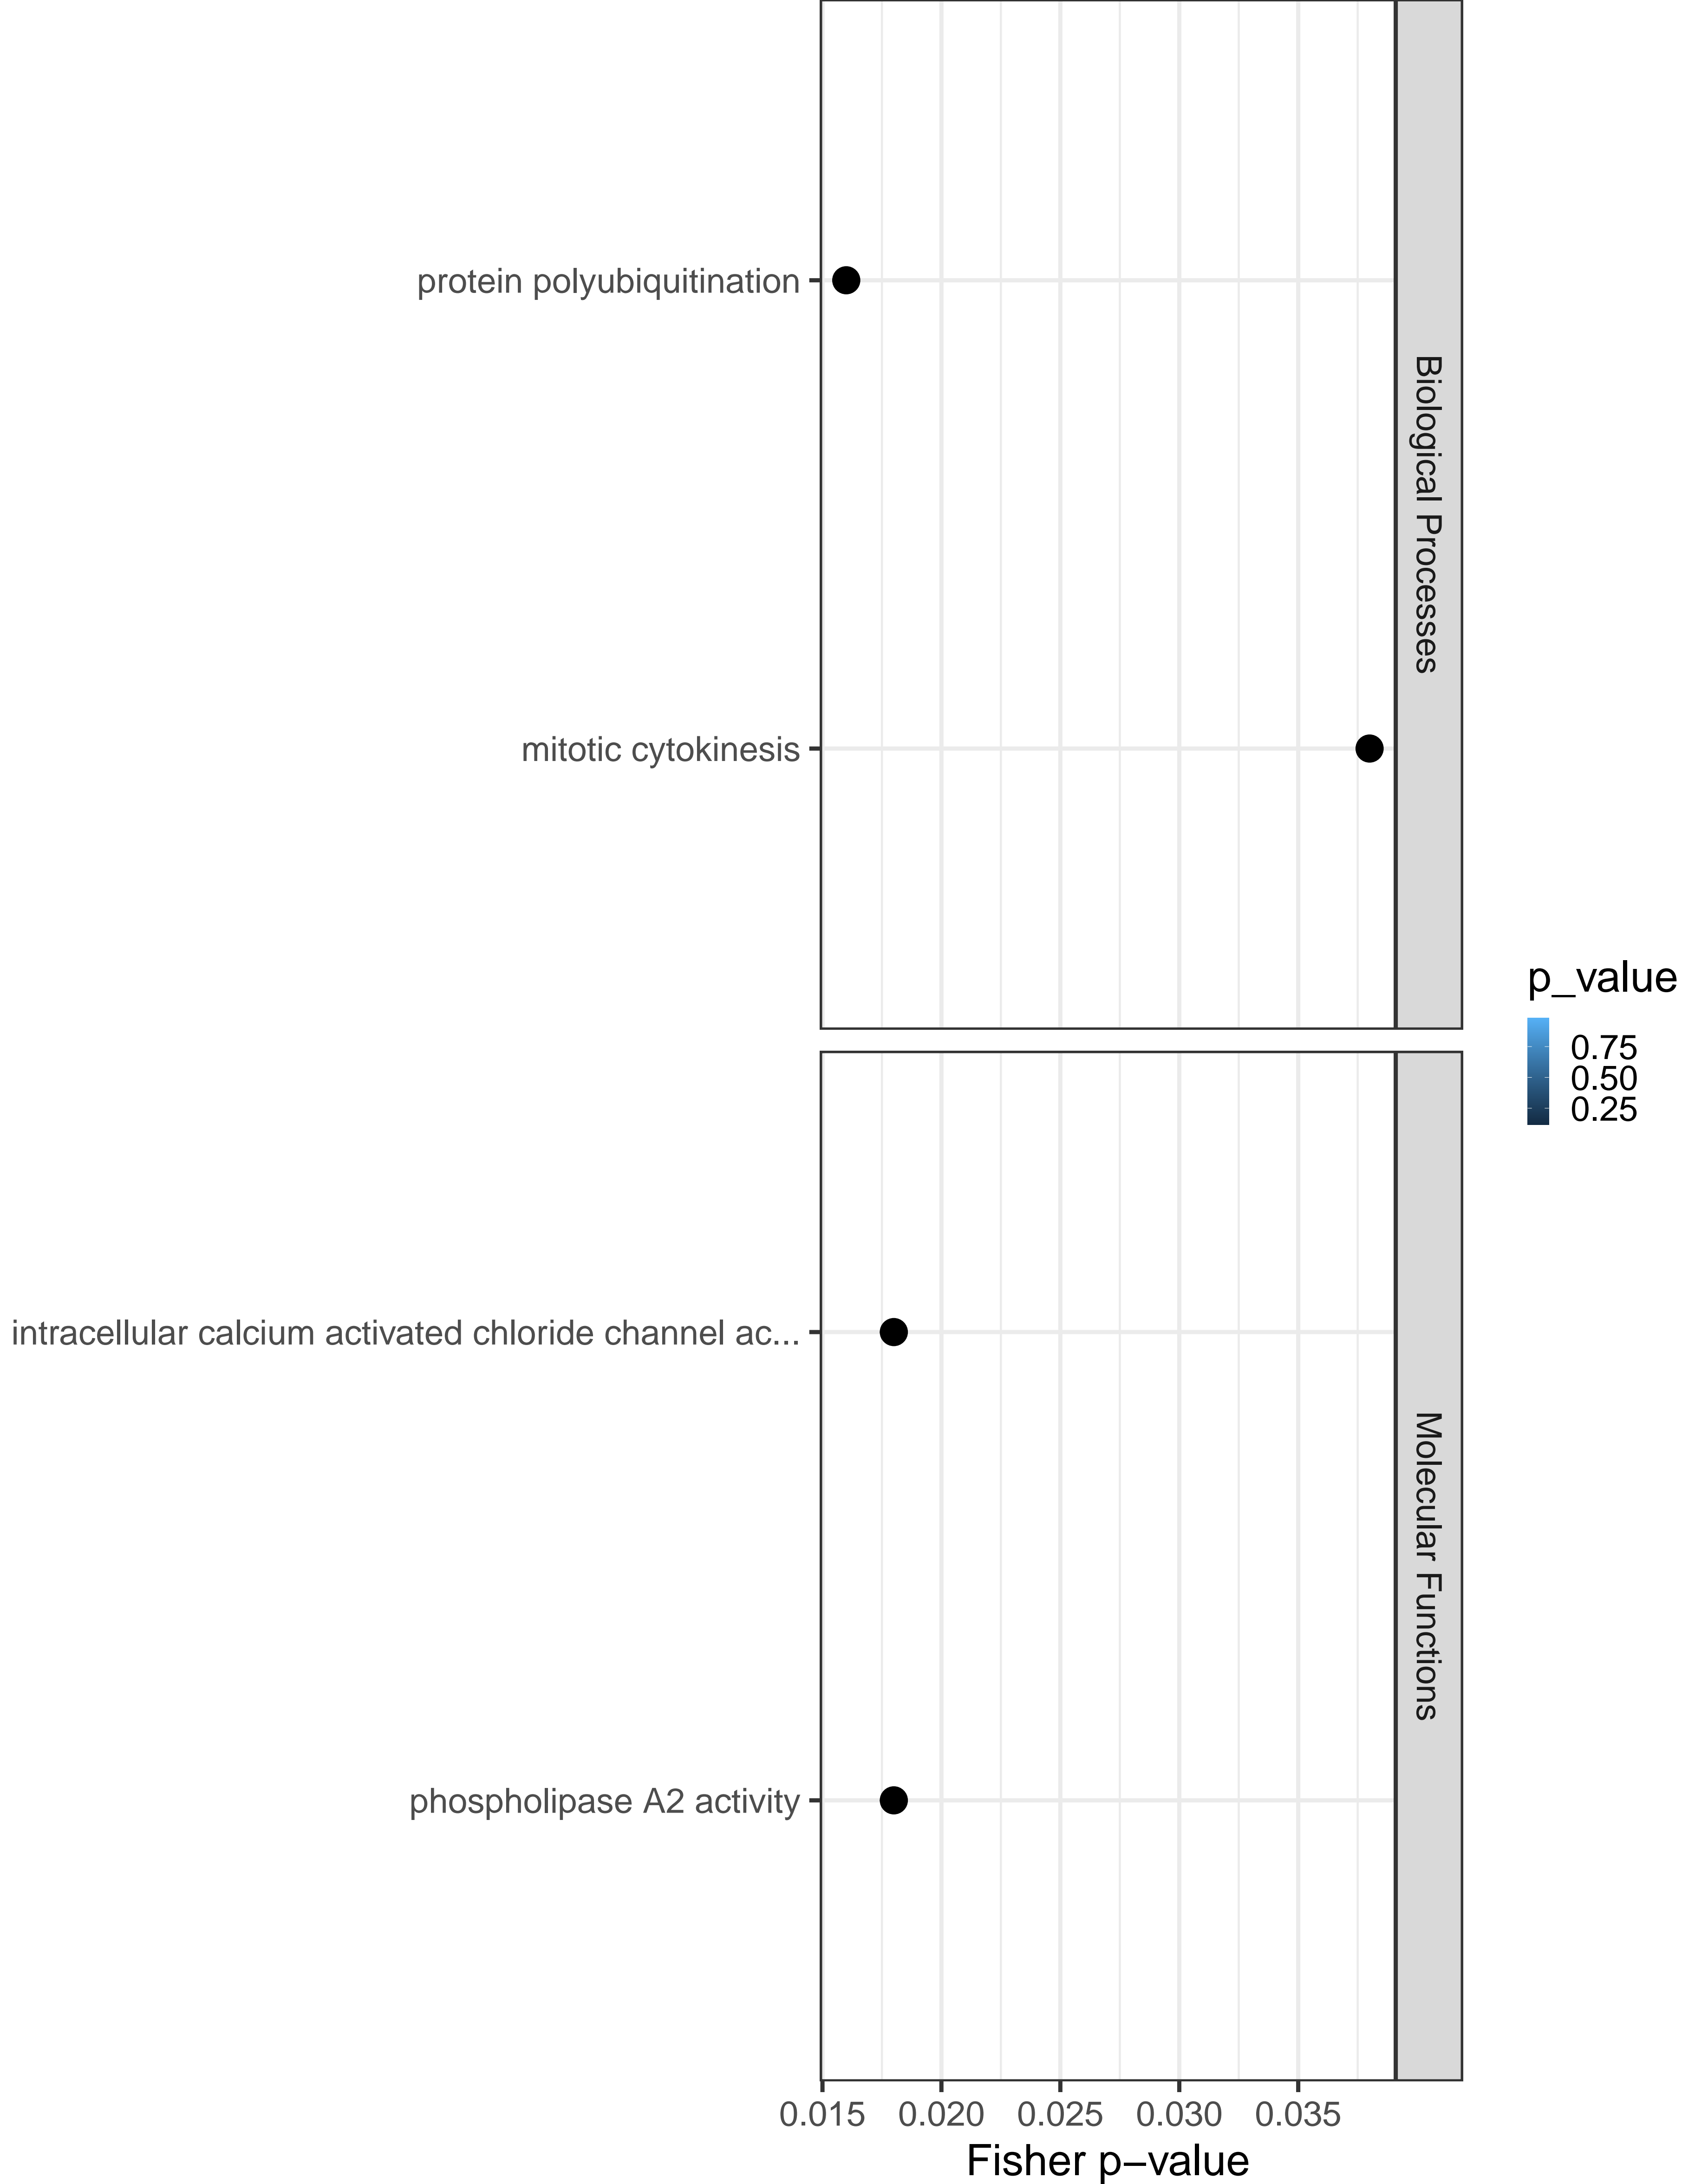 protein polyubiquitination
mitotic cytokinesis
Biological Processes
intracellular calcium activated chloride channel ac...
phospholipase A2 activity
Molecular Functions
0.015 0.020 0.025 0.030 0.035
Fisher p−value
p_value
0.75
0.50
0.25